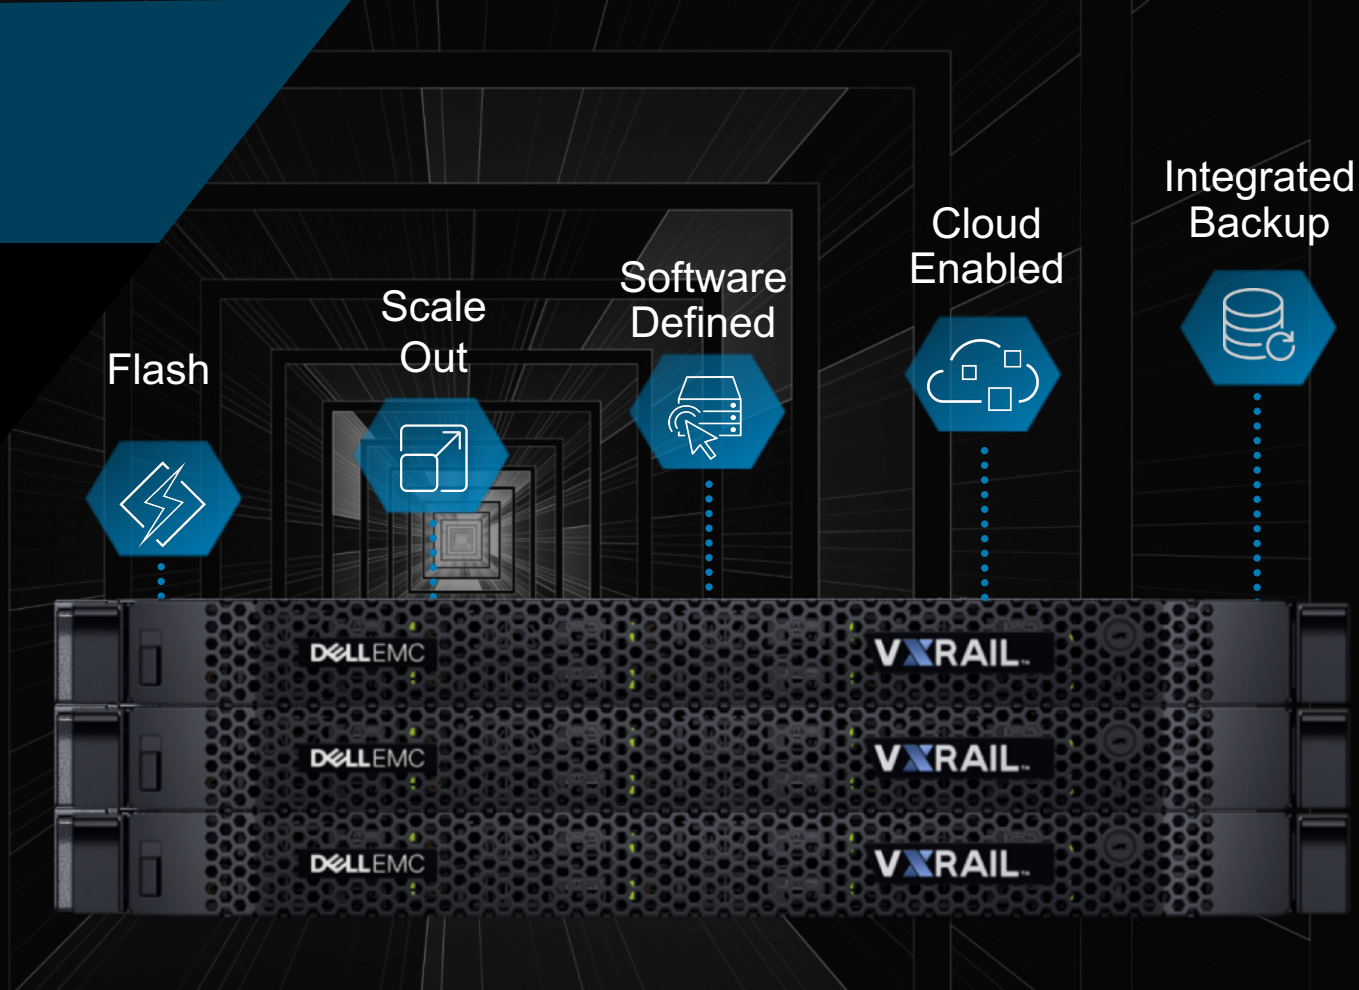 Flash
Scale
Out
Software
Defined
Cloud
Enabled
Integrated
Backup
DELLEMC
VXRAIL
DELLEMC
VXRAIL
DELLEMC
VXRAIL